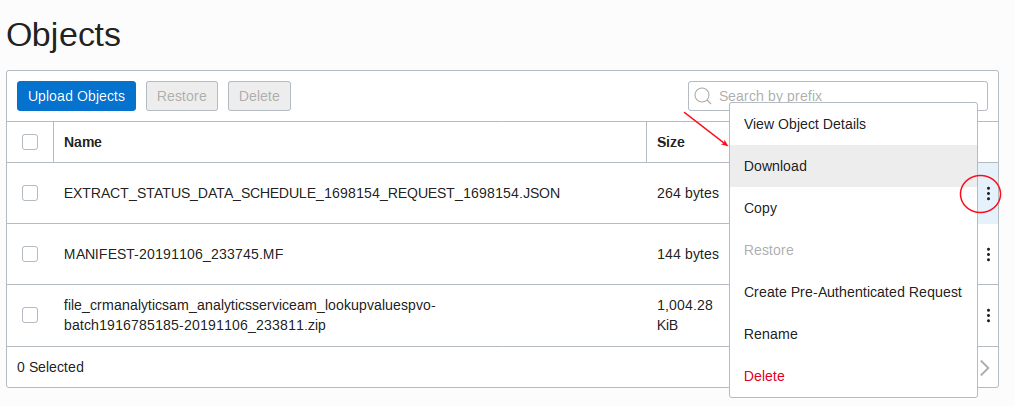 Objects
Upload Objects
Restore
Delete
Search by prefix
Name
Size
EXTRACT_STATUS_DATA_SCHEDULE_1698154_REQUEST_1698154.JSON
264 bytes
MANIFEST-20191106_233745.MF
144 bytes
file_crmanalyticsam_analyticsserviceam_lookupvaluespvo-
batch1916785185-20191106_233811.zip
1,004.28
KiB
0 Selected
View Object Details
Download
Copy
Restore
Create Pre-Authenticated Request
Rename
Delete